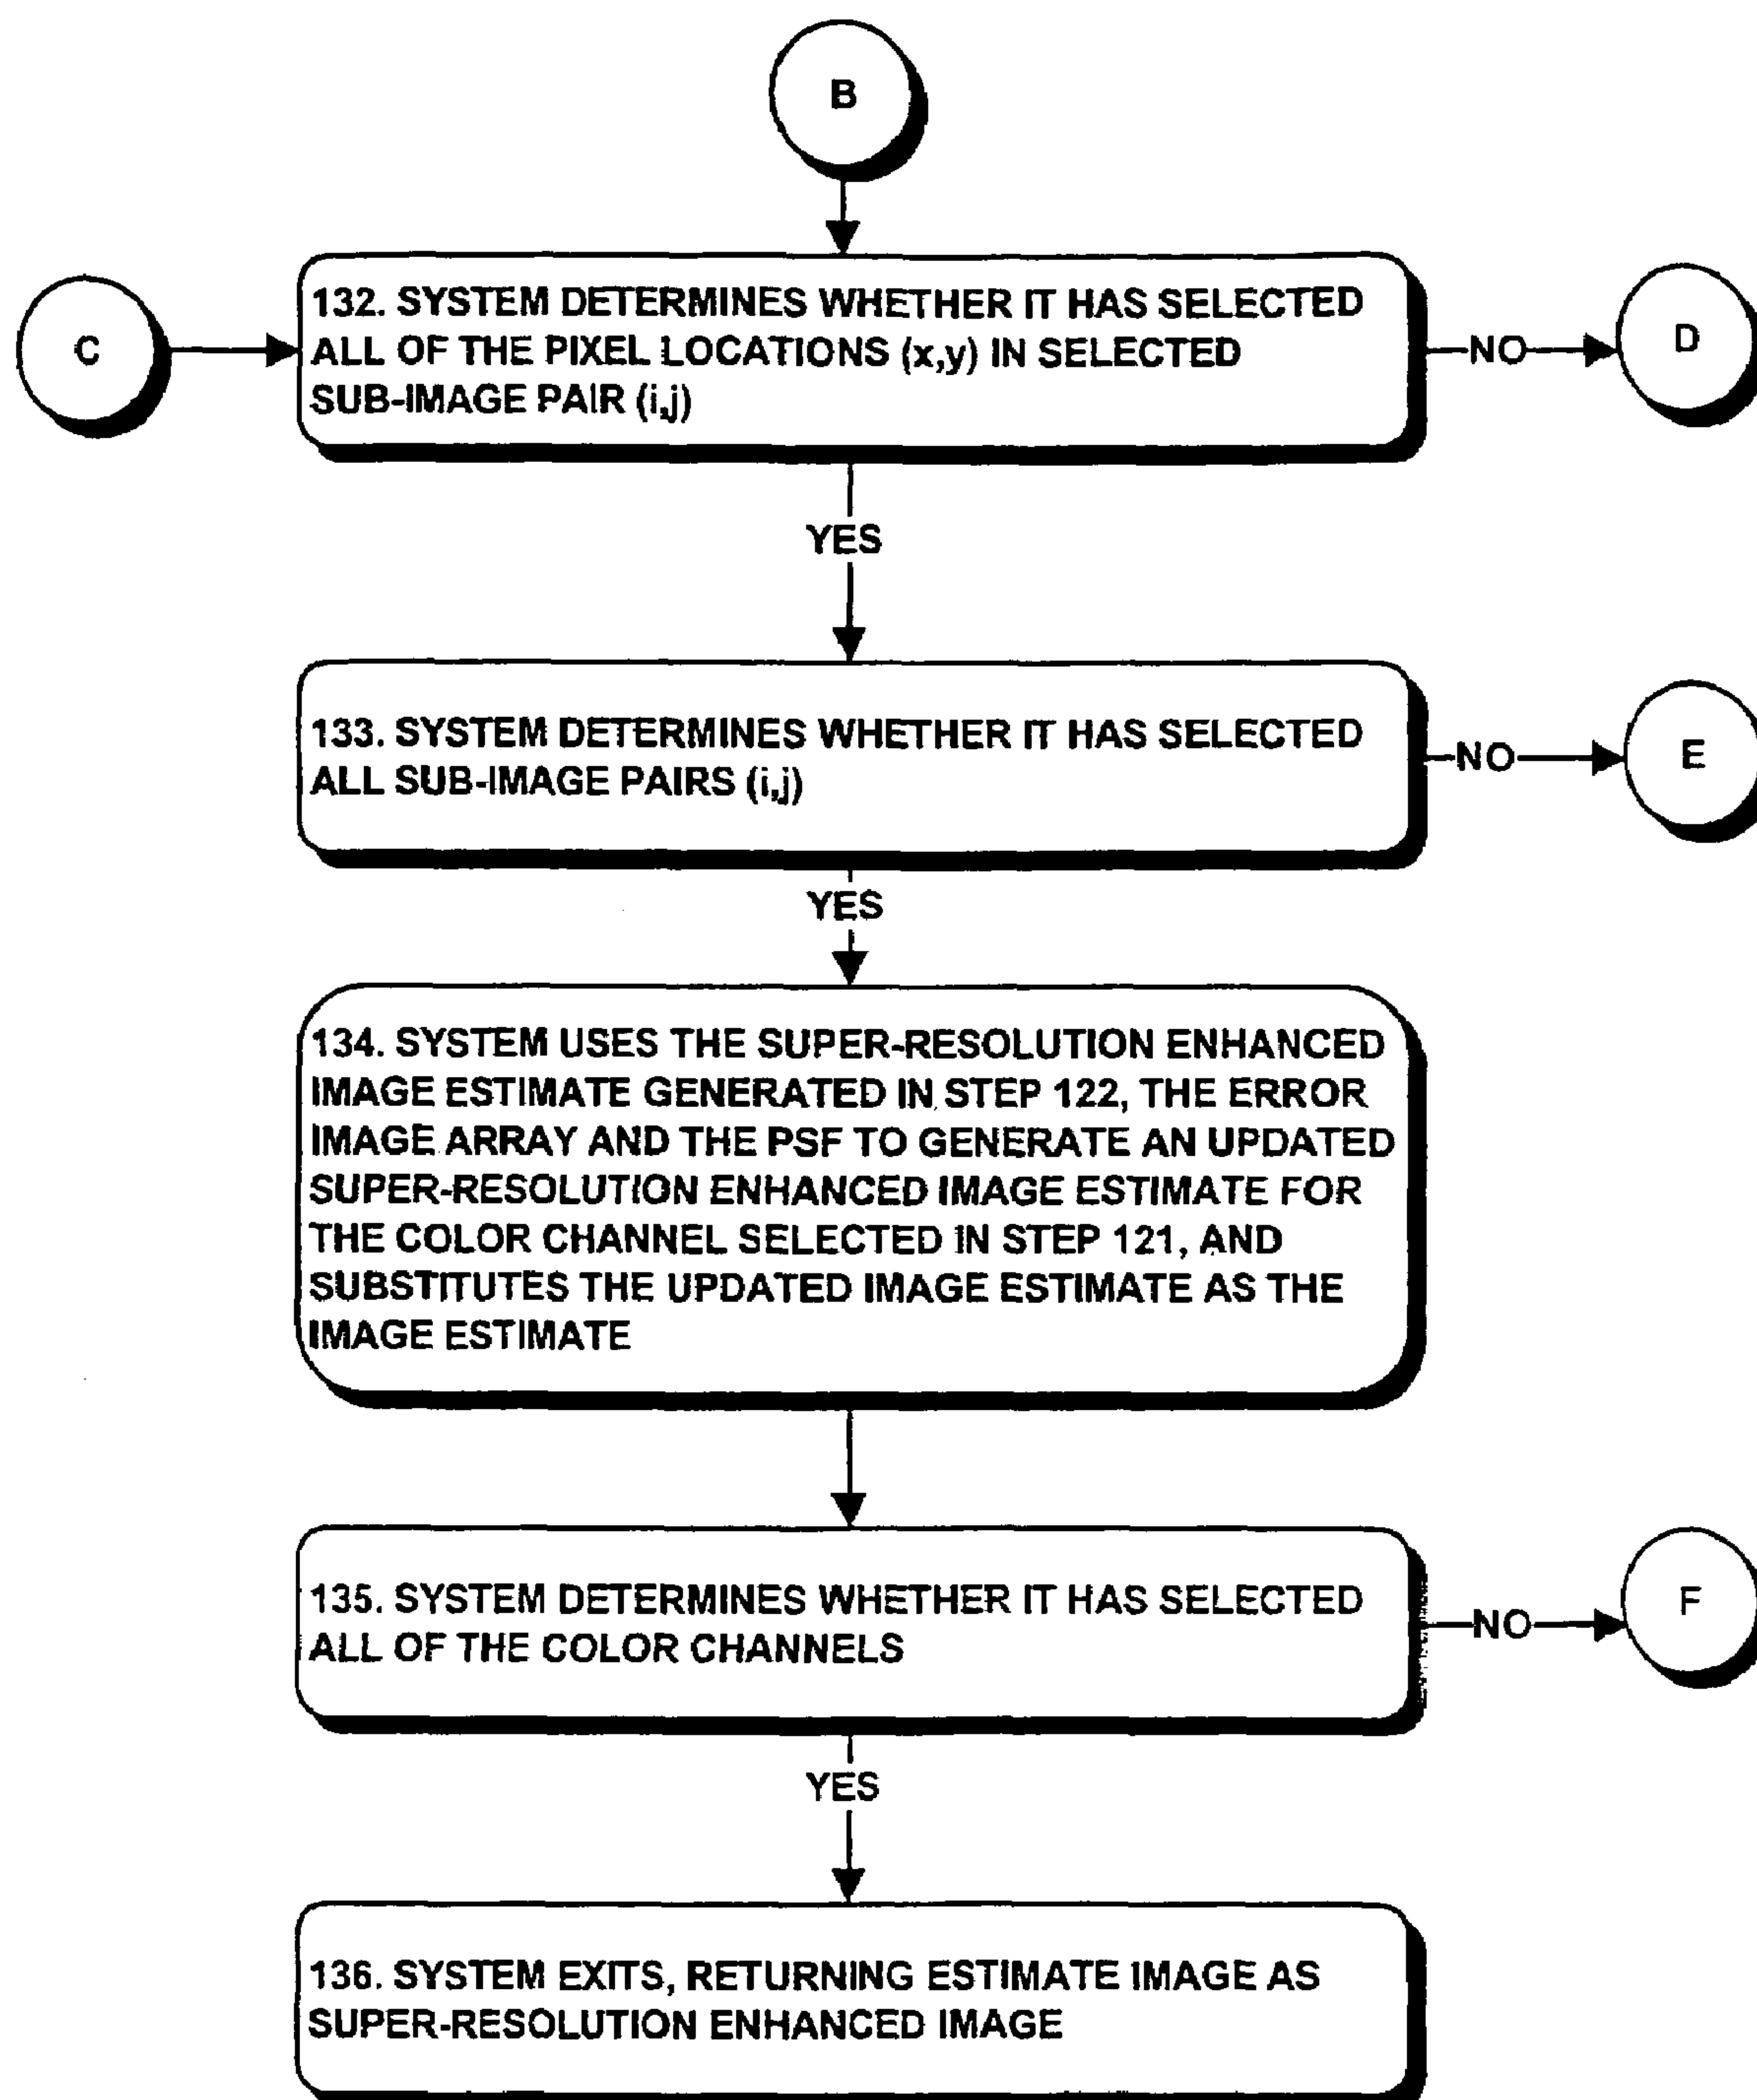 B
C
132. SYSTEM DETERMINES WHETHER IT HAS SELECTED
ALL OF THE PIXEL LOCATIONS (x,y) IN SELECTED
SUB-IMAGE PAIR (i,j)
NO
D
YES
133. SYSTEM DETERMINES WHETHER IT HAS SELECTED
ALL SUB-IMAGE PAIRS (i,j)
NO
E
YES
134. SYSTEM USES THE SUPER-RESOLUTION ENHANCED
IMAGE ESTIMATE GENERATED IN STEP 122, THE ERROR
IMAGE ARRAY AND THE PSF TO GENERATE AN UPDATED
SUPER-RESOLUTION ENHANCED IMAGE ESTIMATE FOR
THE COLOR CHANNEL SELECTED IN STEP 121, AND
SUBSTITUTES THE UPDATED IMAGE ESTIMATE AS THE
IMAGE ESTIMATE
135. SYSTEM DETERMINES WHETHER IT HAS SELECTED
ALL OF THE COLOR CHANNELS
NO
F
YES
136. SYSTEM EXITS, RETURNING ESTIMATE IMAGE AS
SUPER-RESOLUTION ENHANCED IMAGE